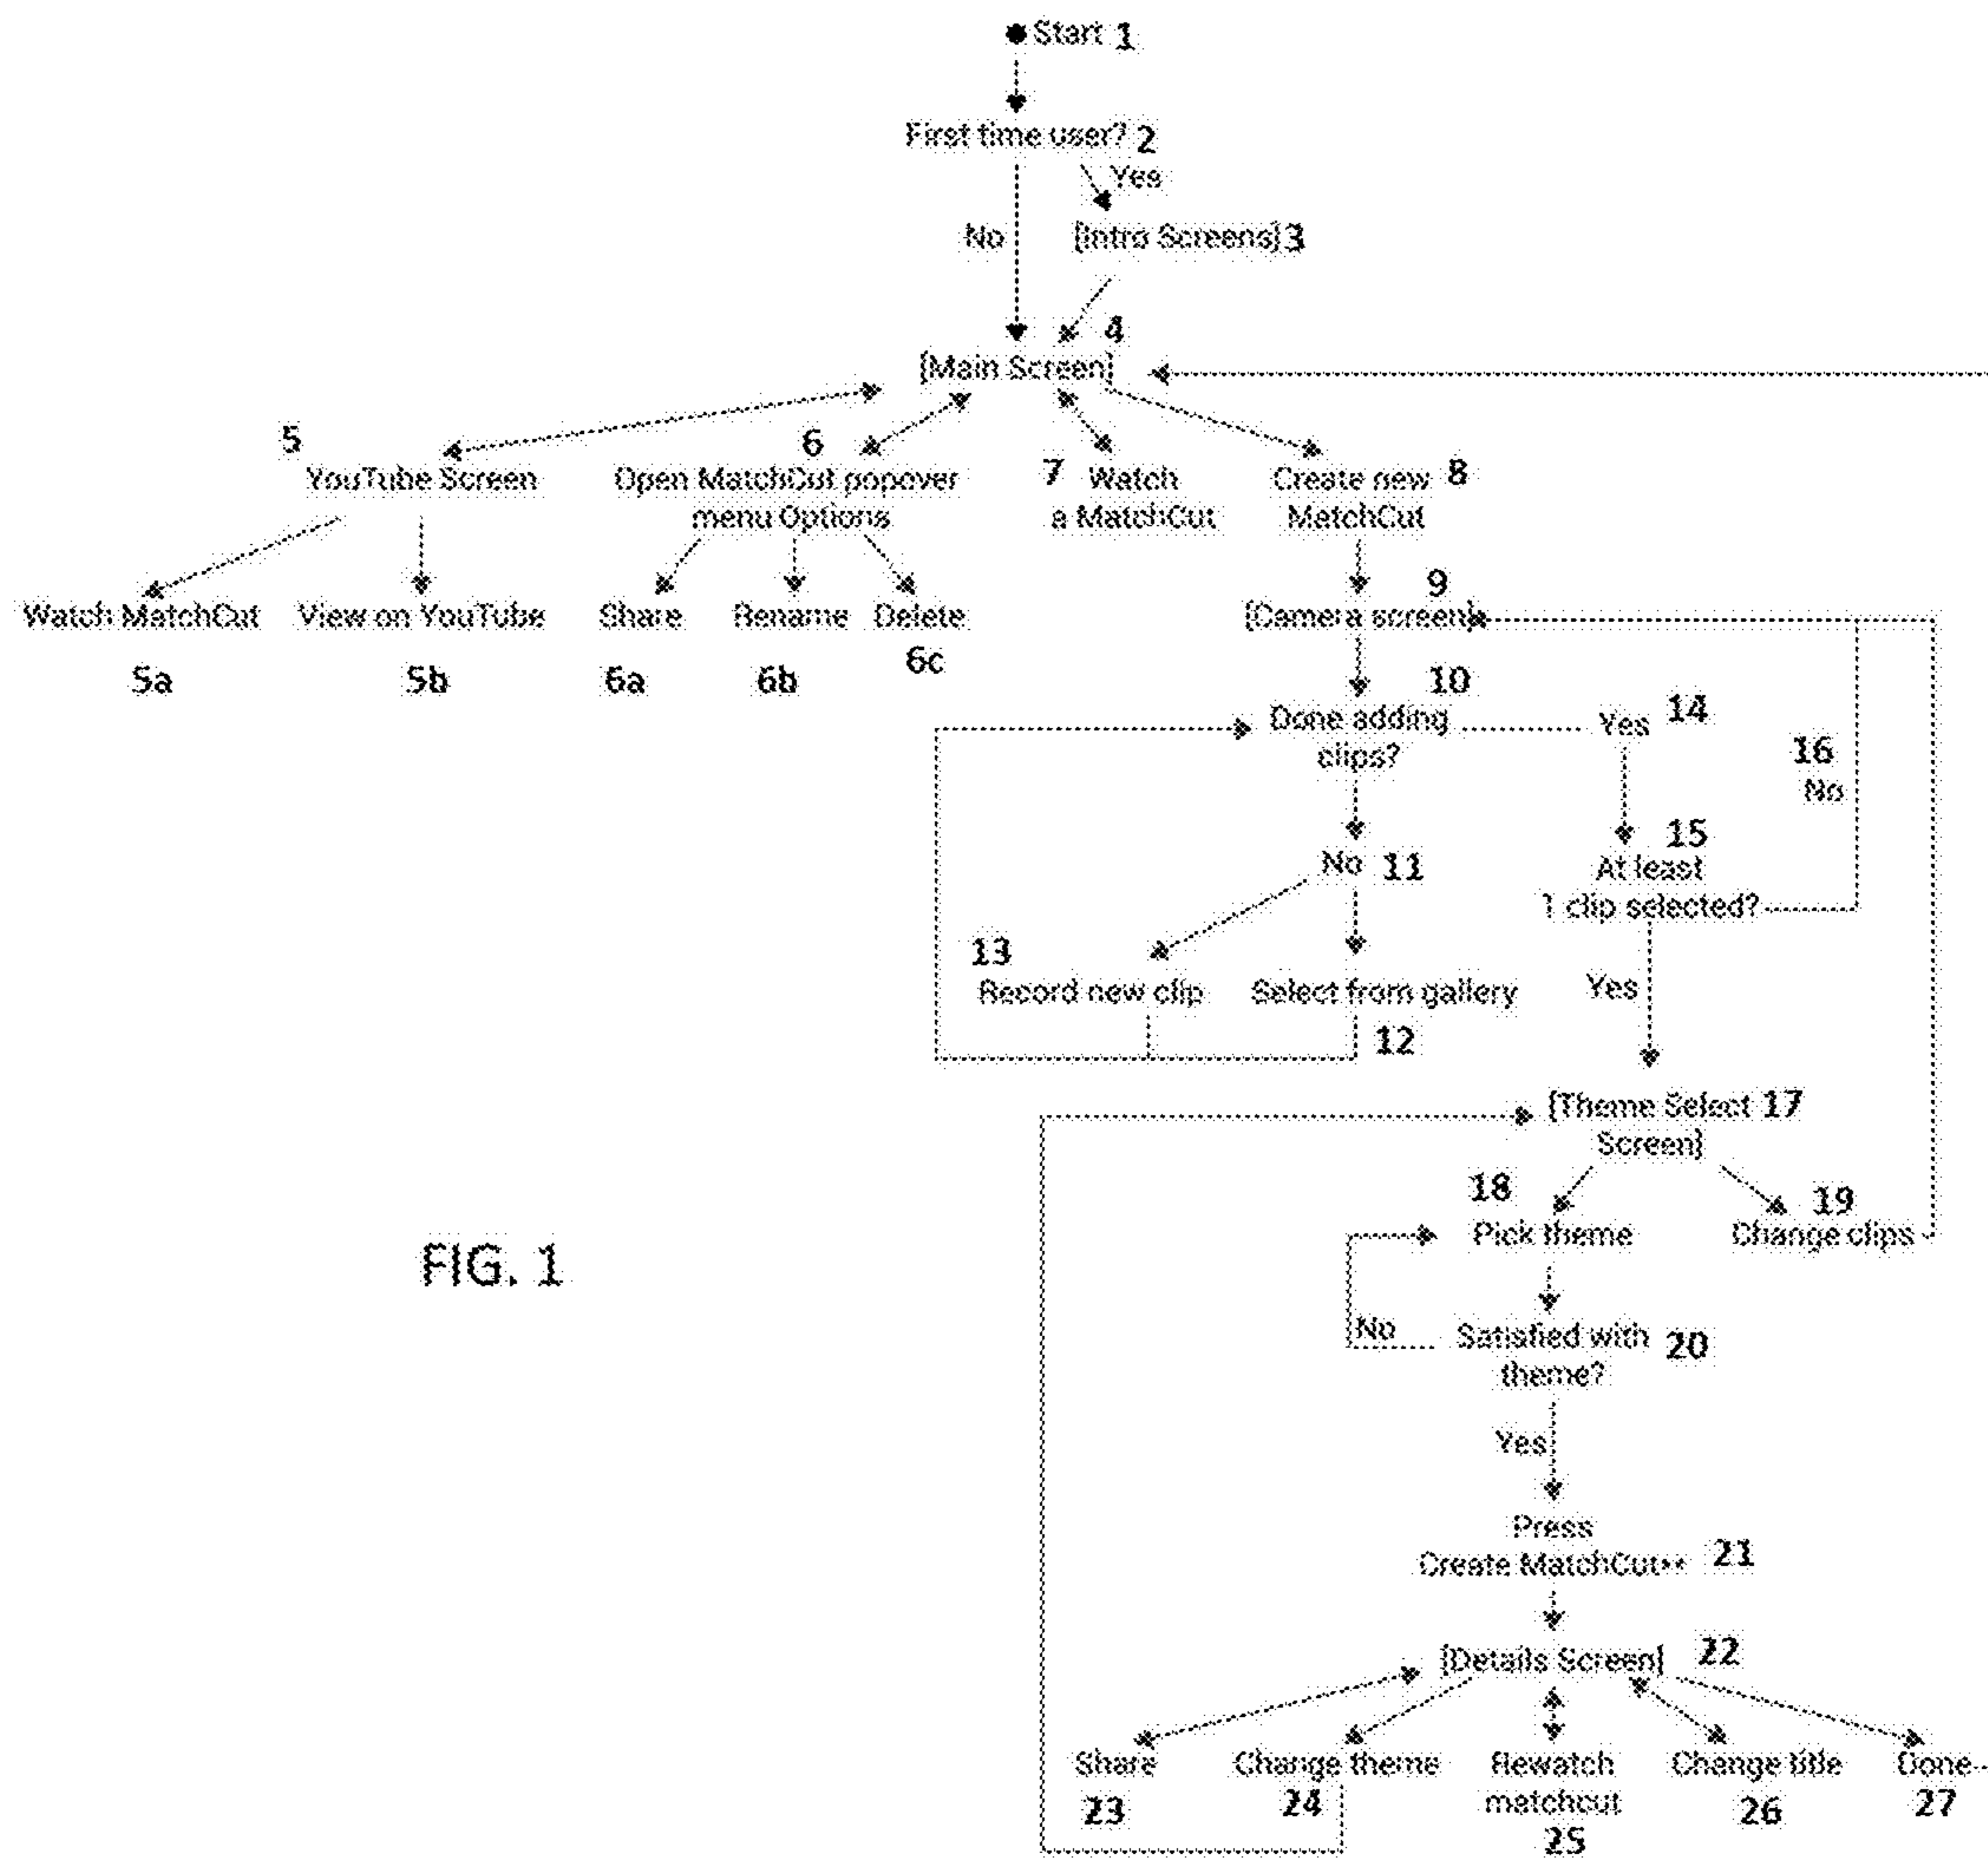 Start 1
First time user? 2
Yes
No
[Intro Screens] 3
4
[Main Screen]
5
6
YouTube Screen
Open MatchCut popover
menu Options
7 Watch
a MatchCut
Create new 8
MatchCut
9
Watch MatchCut
View on YouTube
Share
Rename
Delete
[Camera screen]
5a
5b
6a
6b
6c
10
Done adding
clips?
Yes 14
16
No
15
At least
1 clip selected?
No 11
13
Record new clip
Select from gallery
12
Yes
[Theme Select 17
Screen]
18
Pick theme
19
Change clips
FIG. 1
No
Satisfied with 20
theme?
Yes
Press
Create MatchCut** 21
[Details Screen] 22
Share
23
Change theme
24
Rewatch
matchcut
25
Change title
26
Done
27